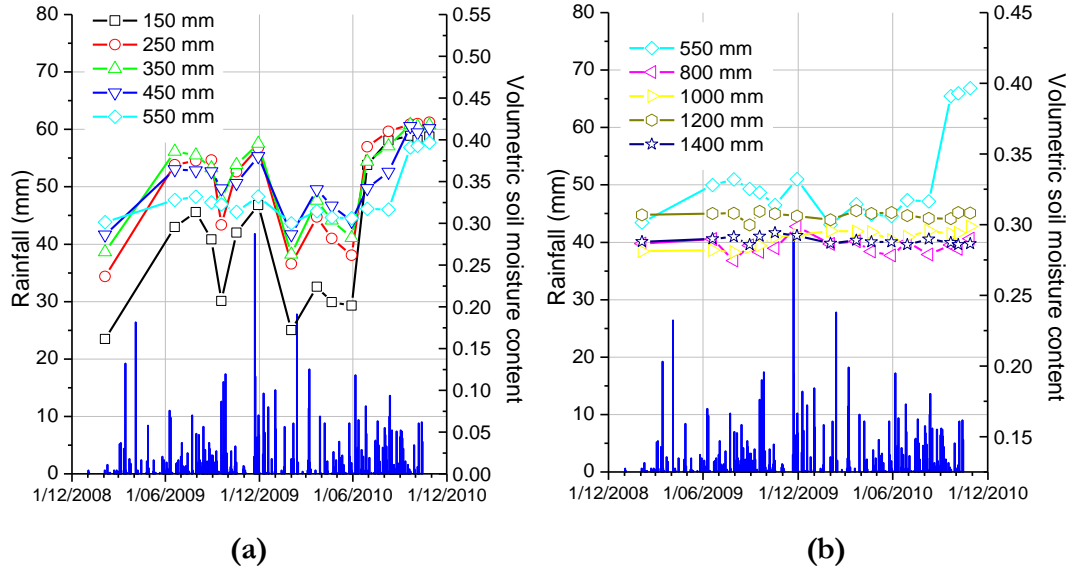 80
70
60
50
40
30
20
10
0
Rainfall (mm)
150 mm
250 mm
350 mm
450 mm
550 mm
0.55
0.50
0.45
0.40
0.35
0.30
0.25
0.20
0.15
0.10
0.05
0.00
Volumetric soil moisture content
1/12/2008
1/06/2009
1/12/2009
1/06/2010
1/12/2010
(a)
80
70
60
50
40
30
20
10
0
Rainfall (mm)
550 mm
800 mm
1000 mm
1200 mm
1400 mm
0.45
0.40
0.35
0.30
0.25
0.20
0.15
Volumetric soil moisture content
1/12/2008
1/06/2009
1/12/2009
1/06/2010
1/12/2010
(b)